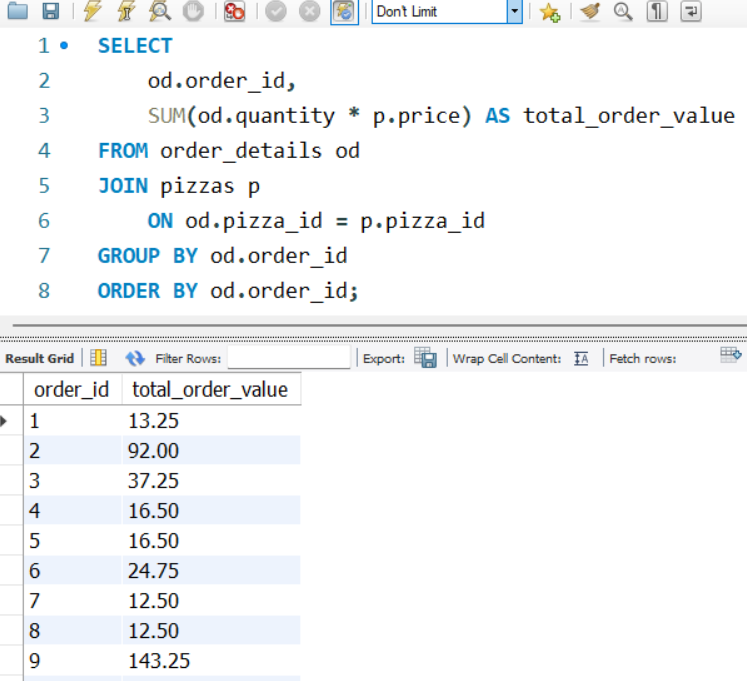 Don't Limit
1 SELECT
2 od.order_id,
3 SUM(od.quantity * p.price) AS total_order_value
4 FROM order_details od
5 JOIN pizzas p
6 ON od.pizza_id = p.pizza_id
7 GROUP BY od.order_id
8 ORDER BY od.order_id;
Result Grid Filter Rows: Export: Wrap Cell Content: IA Fetch rows:
order_id total_order_value
1 13.25
2 92.00
3 37.25
4 16.50
5 16.50
6 24.75
7 12.50
8 12.50
9 143.25